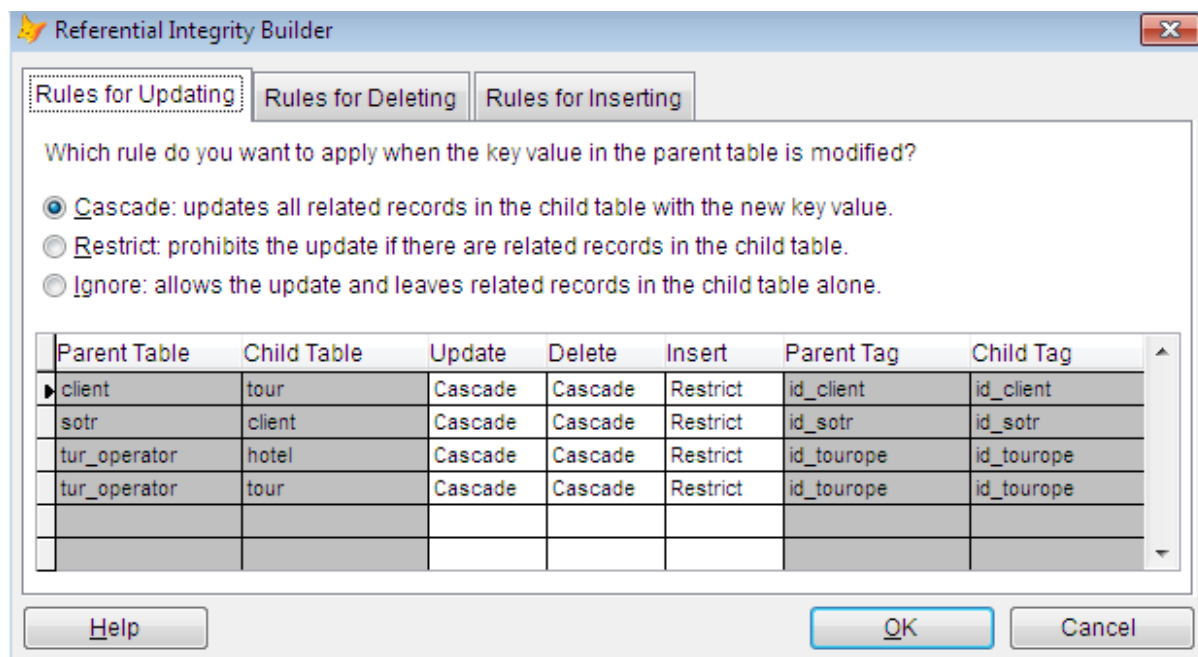 Referential Integrity Builder
Rules for Updating Rules for Deleting Rules for Inserting
Which rule do you want to apply when the key value in the parent table is modified?
Cascade: updates all related records in the child table with the new key value.
Restrict: prohibits the update if there are related records in the child table.
Ignore: allows the update and leaves related records in the child table alone.
Parent Table Child Table Update Delete Insert Parent Tag Child Tag
client tour Cascade Cascade Restrict id_client id_client
sotr client Cascade Cascade Restrict id_sotr id_sotr
tur_operator hotel Cascade Cascade Restrict id_tourope id_tourope
tur_operator tour Cascade Cascade Restrict id_tourope id_tourope
Help OK Cancel